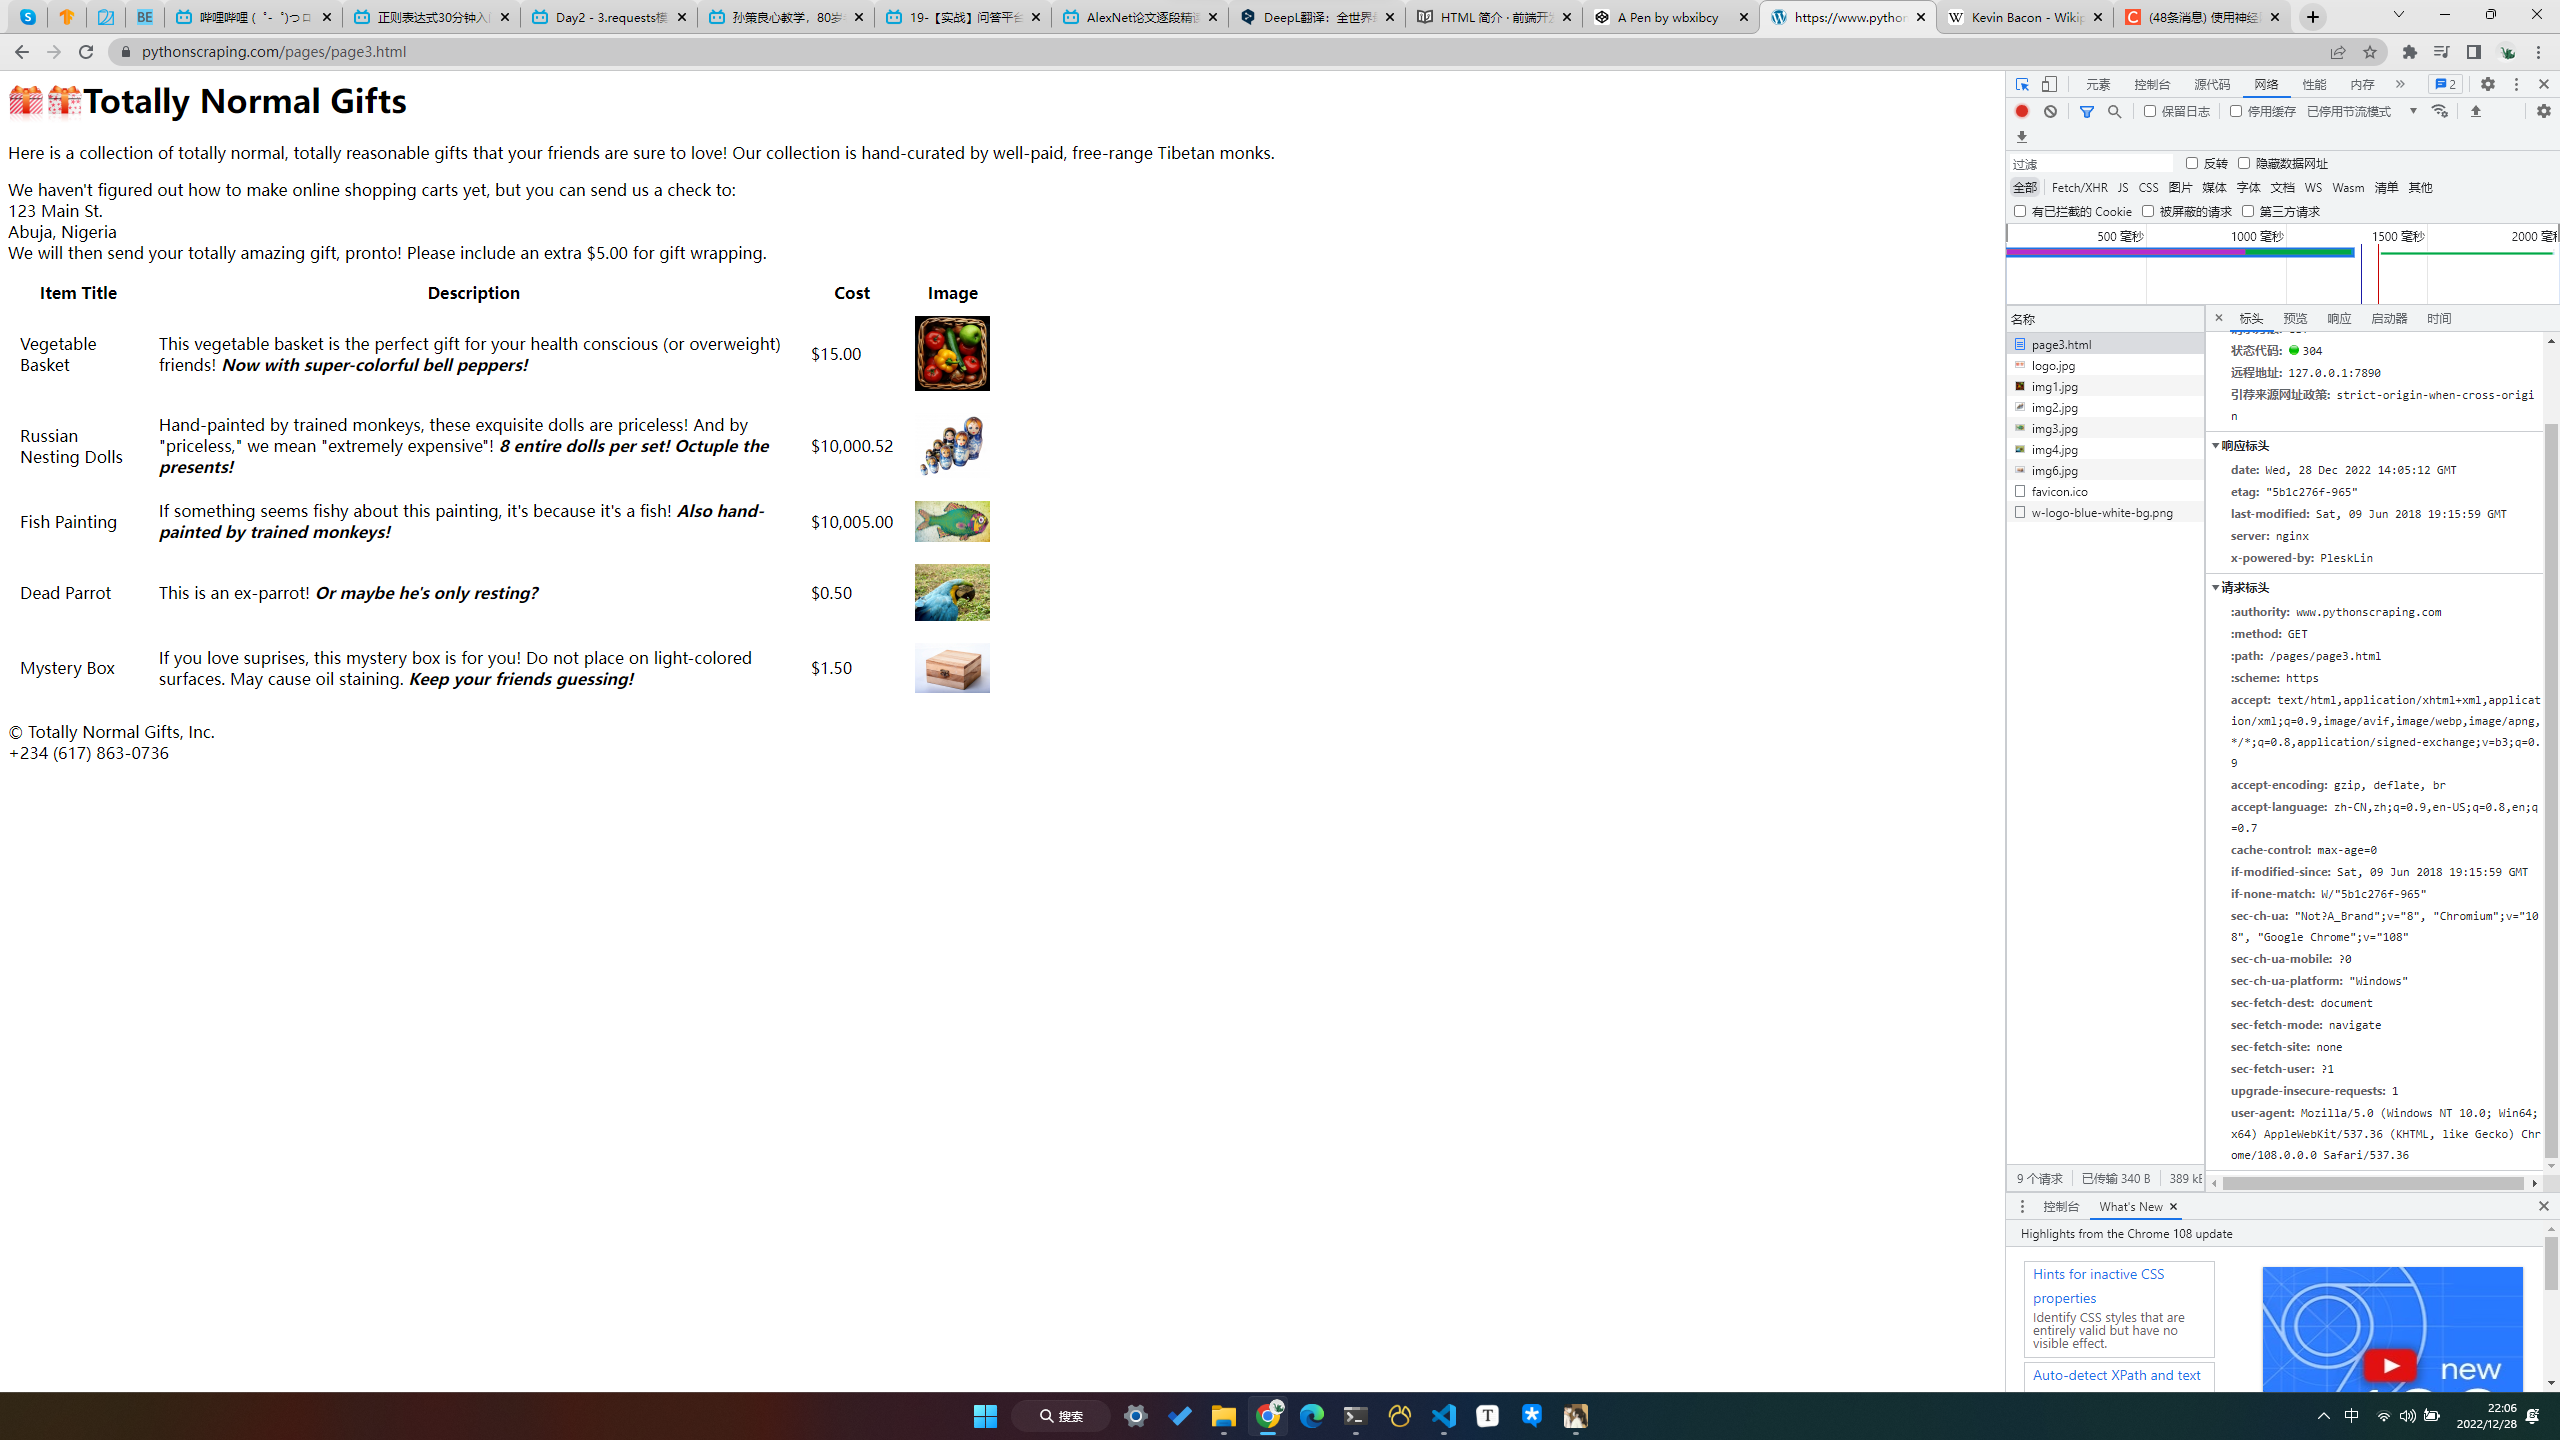 BE
哔哩哔哩 ( ゜- ゜)つロ
正则表达式30分钟入
Day2 - 3.requests模
孙策良心教学，80岁
19-【实战】问答平台
AlexNet论文逐段精
DeepL翻译：全世界
HTML 简介 · 前端开
A Pen by wbxibcy
https://www.python
Kevin Bacon - Wikip
(48条消息) 使用神经
pythonscraping.com/pages/page3.html
Totally Normal Gifts
Here is a collection of totally normal, totally reasonable gifts that your friends are sure to love! Our collection is hand-curated by well-paid, free-range Tibetan monks.
We haven't figured out how to make online shopping carts yet, but you can send us a check to:
123 Main St.
Abuja, Nigeria
We will then send your totally amazing gift, pronto! Please include an extra $5.00 for gift wrapping.
Item Title Description Cost Image
Vegetable Basket
This vegetable basket is the perfect gift for your health conscious (or overweight)
friends! Now with super-colorful bell peppers!
$15.00
Russian
Nesting Dolls
Hand-painted by trained monkeys, these exquisite dolls are priceless! And by
"priceless," we mean "extremely expensive"! 8 entire dolls per set! Octuple the
presents!
$10,000.52
Fish Painting
If something seems fishy about this painting, it's because it's a fish! Also hand-
painted by trained monkeys!
$10,005.00
Dead Parrot
This is an ex-parrot! Or maybe he's only resting?
$0.50
Mystery Box
If you love suprises, this mystery box is for you! Do not place on light-colored
surfaces. May cause oil staining. Keep your friends guessing!
$1.50
© Totally Normal Gifts, Inc.
+234 (617) 863-0736
元素 控制台 源代码 网络 性能 内存 » 2
保留日志 停用缓存 已停用节流模式
过滤 反转 隐藏数据网址
全部 Fetch/XHR JS CSS 图片 媒体 字体 文档 WS Wasm 清单 其他
有已拦截的 Cookie 被屏蔽的请求 第三方请求
500 毫秒 1000 毫秒 1500 毫秒 2000 毫秒
名称
page3.html
logo.jpg
img1.jpg
img2.jpg
img3.jpg
img4.jpg
img6.jpg
favicon.ico
w-logo-blue-white-bg.png
9 个请求 已传输 340 B 389 kB
标头 预览 响应 启动器 时间
状态代码: 304
远程地址: 127.0.0.1:7890
引荐来源网址政策: strict-origin-when-cross-origi
n
响应标头
date: Wed, 28 Dec 2022 14:05:12 GMT
etag: "5b1c276f-965"
last-modified: Sat, 09 Jun 2018 19:15:59 GMT
server: nginx
x-powered-by: PleskLin
请求标头
:authority: www.pythonscraping.com
:method: GET
:path: /pages/page3.html
:scheme: https
accept: text/html,application/xhtml+xml,applicat
ion/xml;q=0.9,image/avif,image/webp,image/apng,
*/*;q=0.8,application/signed-exchange;v=b3;q=0.
9
accept-encoding: gzip, deflate, br
accept-language: zh-CN,zh;q=0.9,en-US;q=0.8,en;q
=0.7
cache-control: max-age=0
if-modified-since: Sat, 09 Jun 2018 19:15:59 GMT
if-none-match: W/"5b1c276f-965"
sec-ch-ua: "Not?A_Brand";v="8", "Chromium";v="10
8", "Google Chrome";v="108"
sec-ch-ua-mobile: ?0
sec-ch-ua-platform: "Windows"
sec-fetch-dest: document
sec-fetch-mode: navigate
sec-fetch-site: none
sec-fetch-user: ?1
upgrade-insecure-requests: 1
user-agent: Mozilla/5.0 (Windows NT 10.0; Win64;
x64) AppleWebKit/537.36 (KHTML, like Gecko) Chr
ome/108.0.0.0 Safari/537.36
控制台 What's New
Highlights from the Chrome 108 update
Hints for inactive CSS
properties
Identify CSS styles that are
entirely valid but have no
visible effect.
Auto-detect XPath and text
new
搜索
中
22:06
2022/12/28